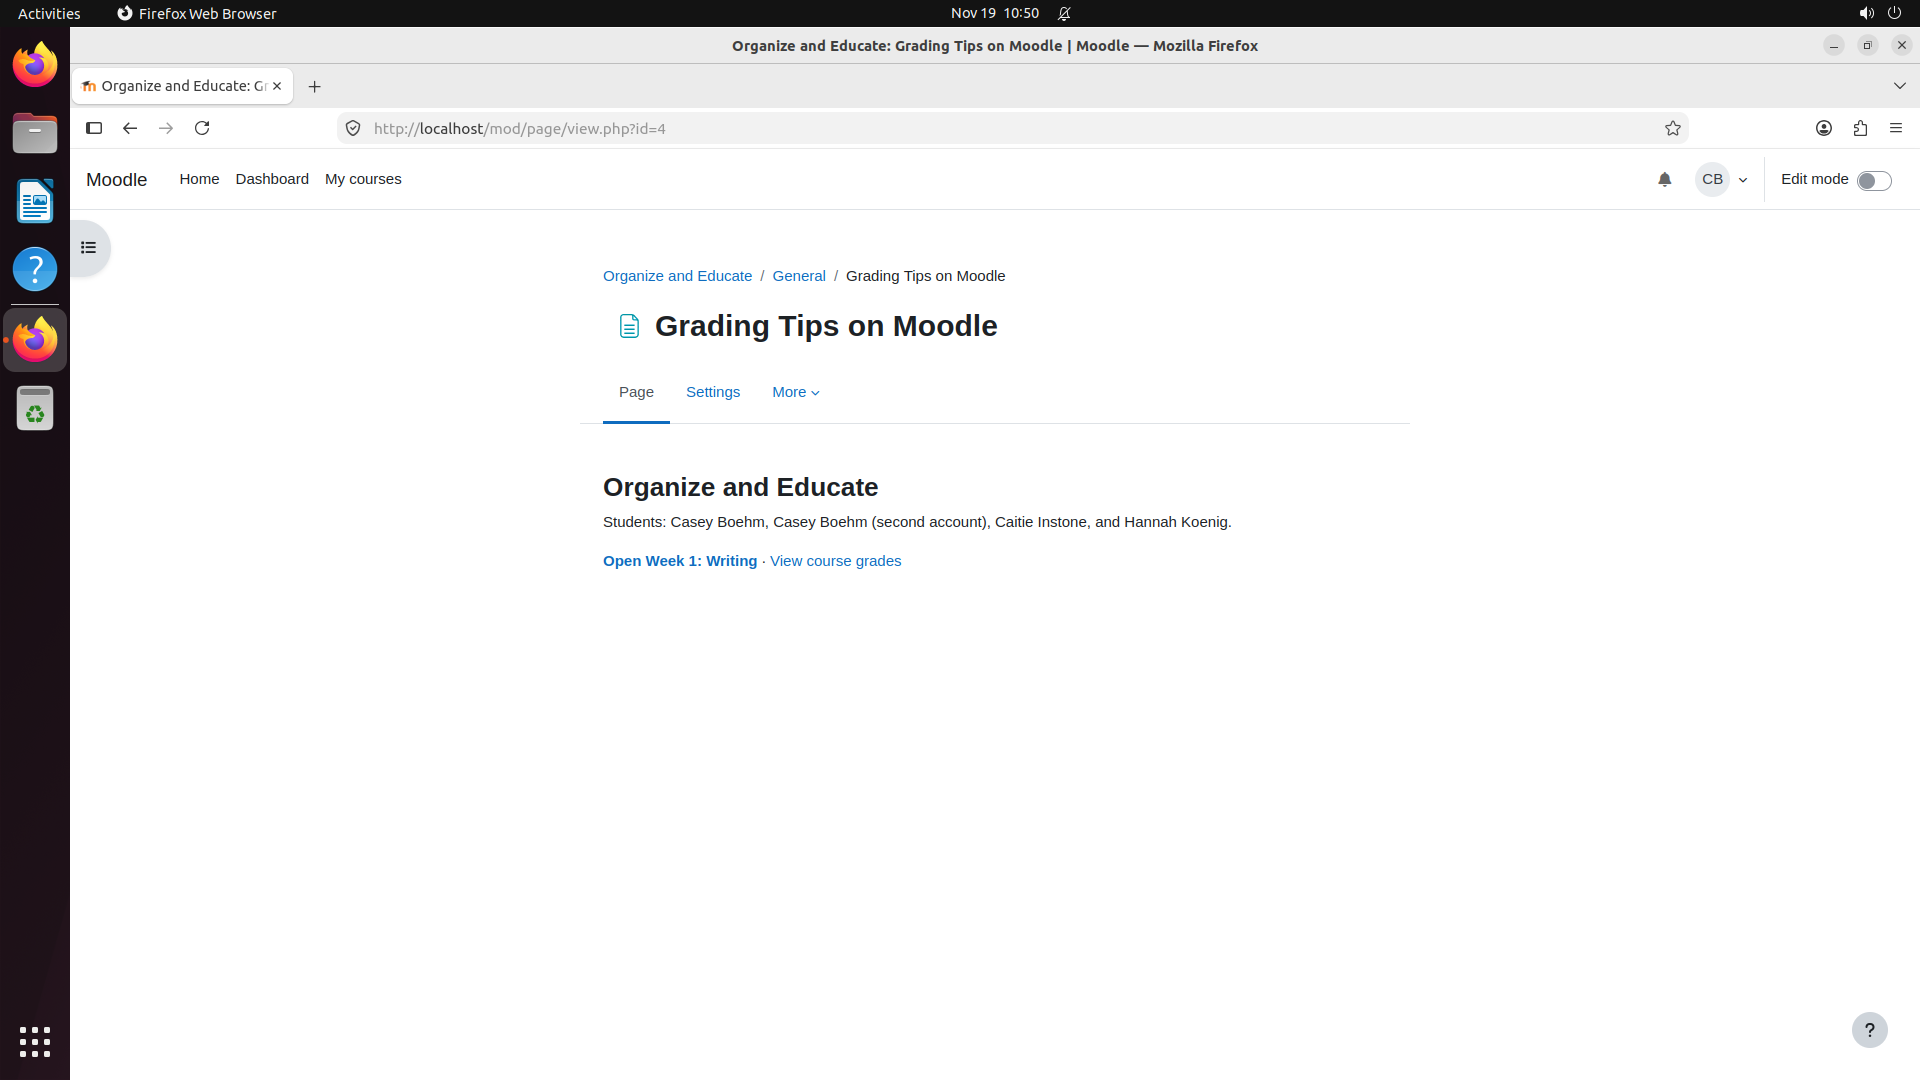 Activities
Firefox Web Browser
Nov 19 10:50
Organize and Educate: Grading Tips on Moodle | Moodle — Mozilla Firefox
Organize and Educate: Gr
http://localhost/mod/page/view.php?id=4
Moodle
Home
Dashboard
My courses
CB
Edit mode
Organize and Educate / General / Grading Tips on Moodle
Grading Tips on Moodle
Page
Settings
More
Organize and Educate
Students: Casey Boehm, Casey Boehm (second account), Caitie Instone, and Hannah Koenig.
Open Week 1: Writing · View course grades
?